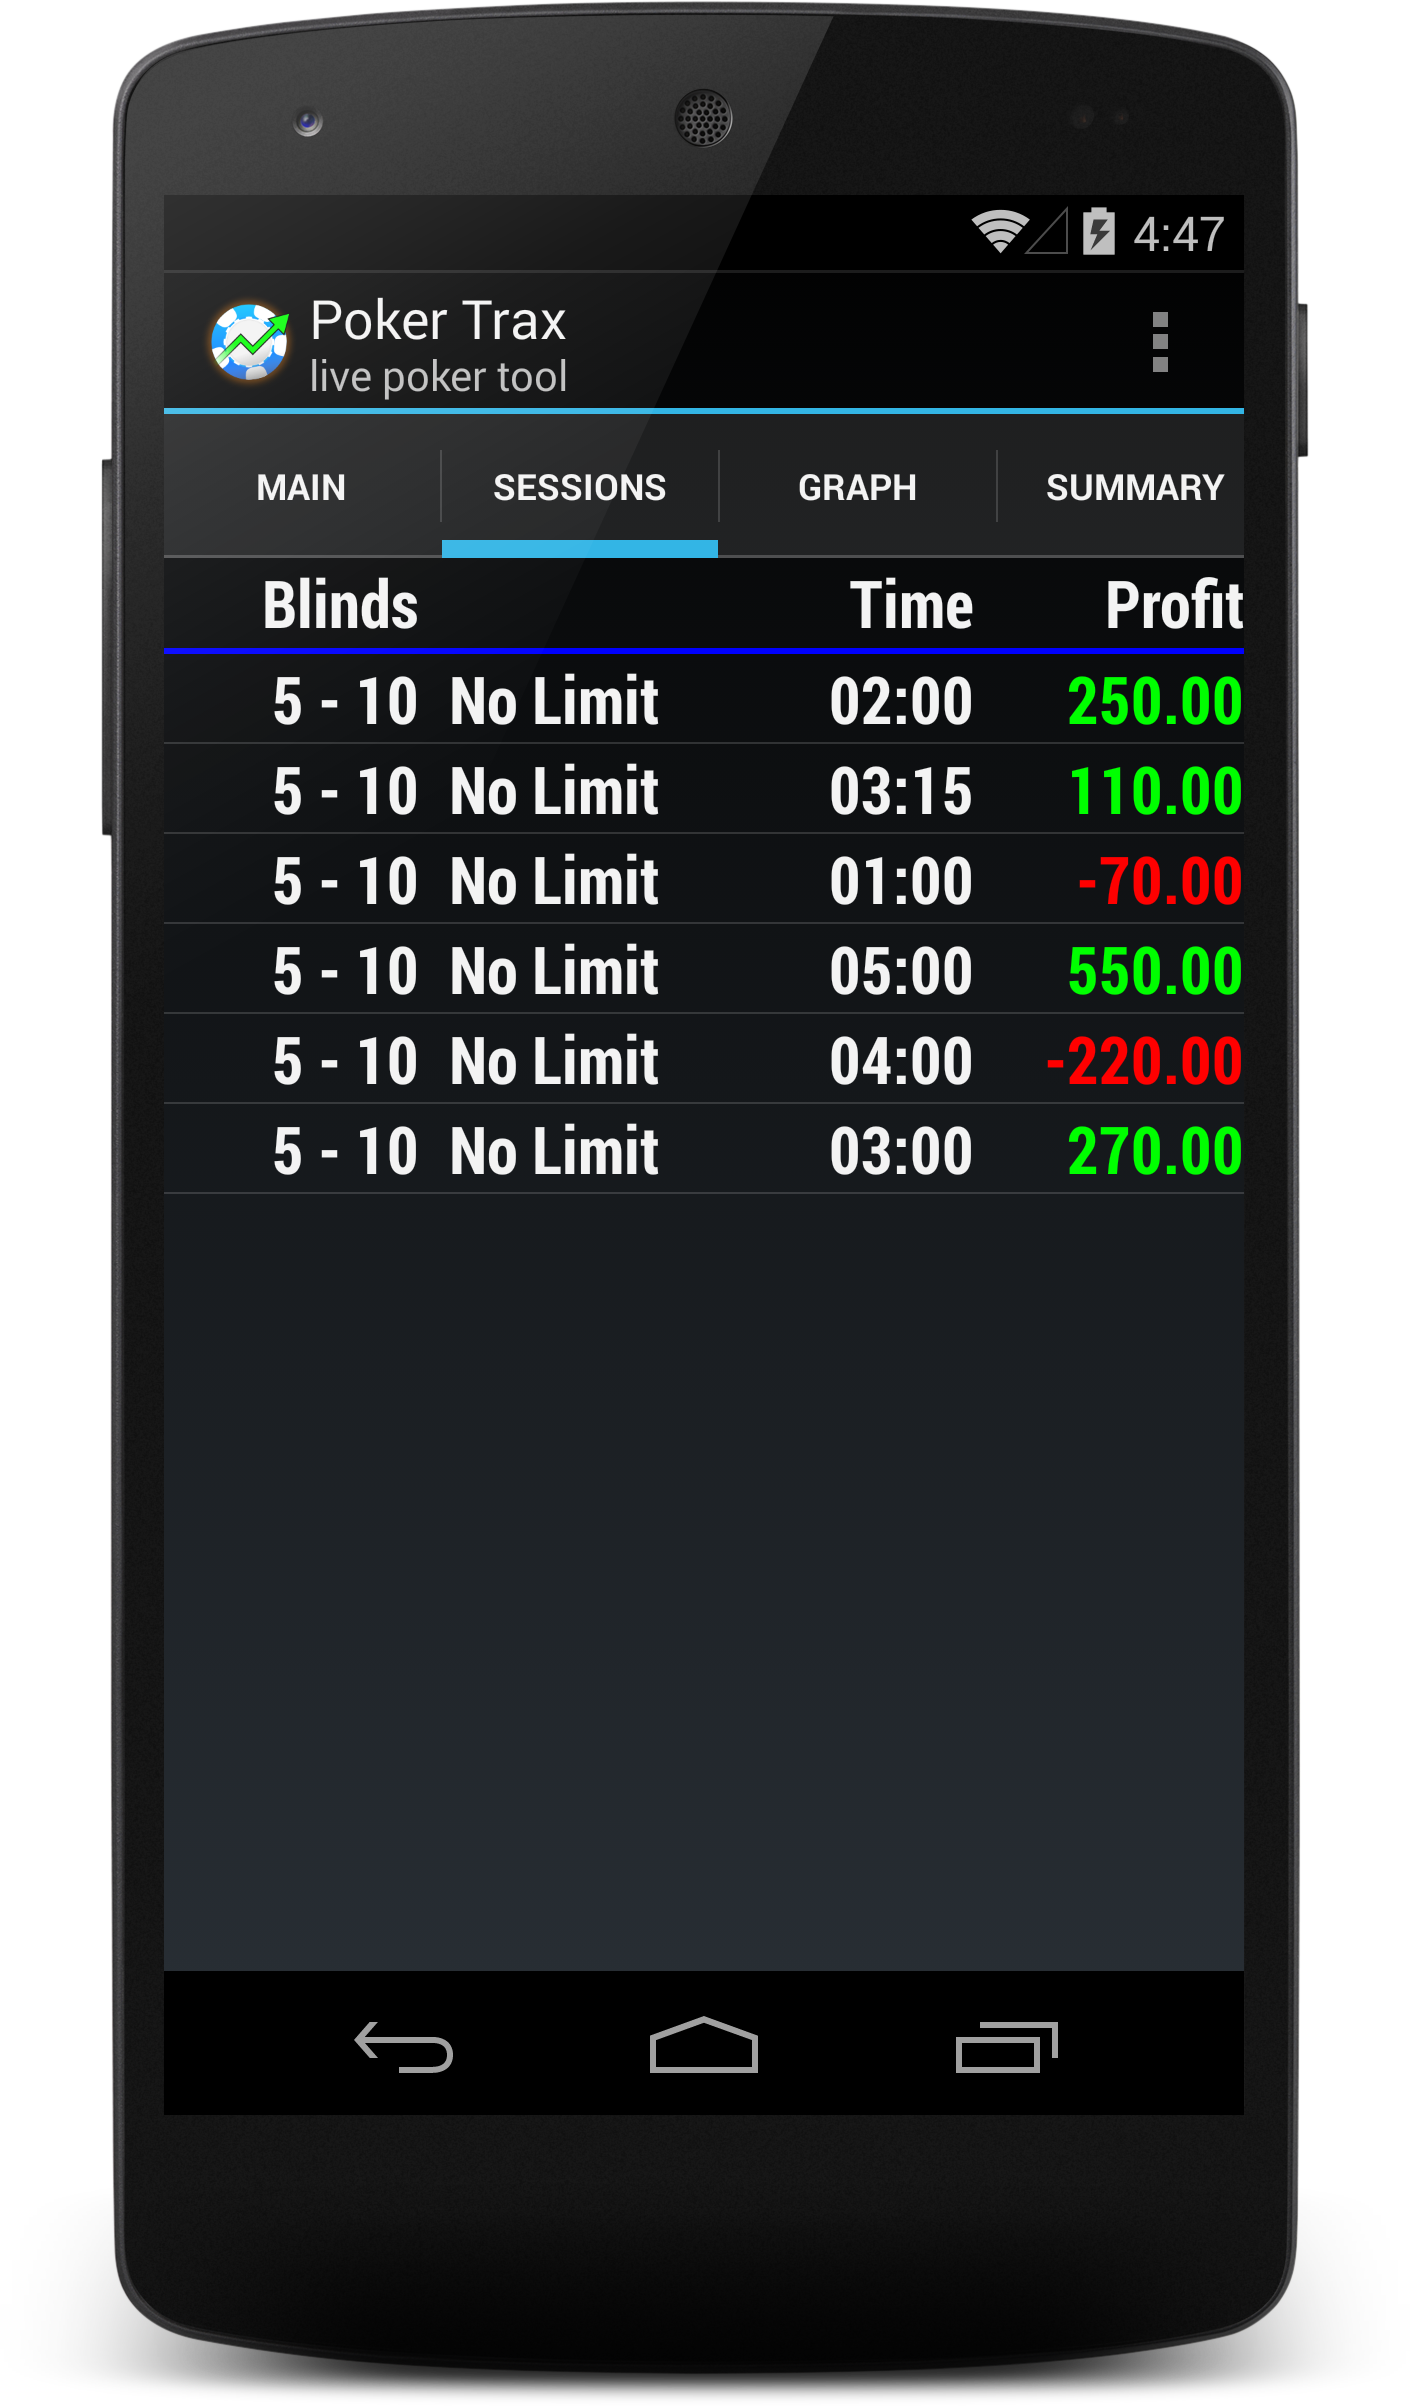 4:47
Poker Trax
live poker tool
MAIN SESSIONS GRAPH SUMMARY
Blinds Time Profit
5 - 10 No Limit 02:00 250.00
5 - 10 No Limit 03:15 110.00
5 - 10 No Limit 01:00 -70.00
5 - 10 No Limit 05:00 550.00
5 - 10 No Limit 04:00 -220.00
5 - 10 No Limit 03:00 270.00